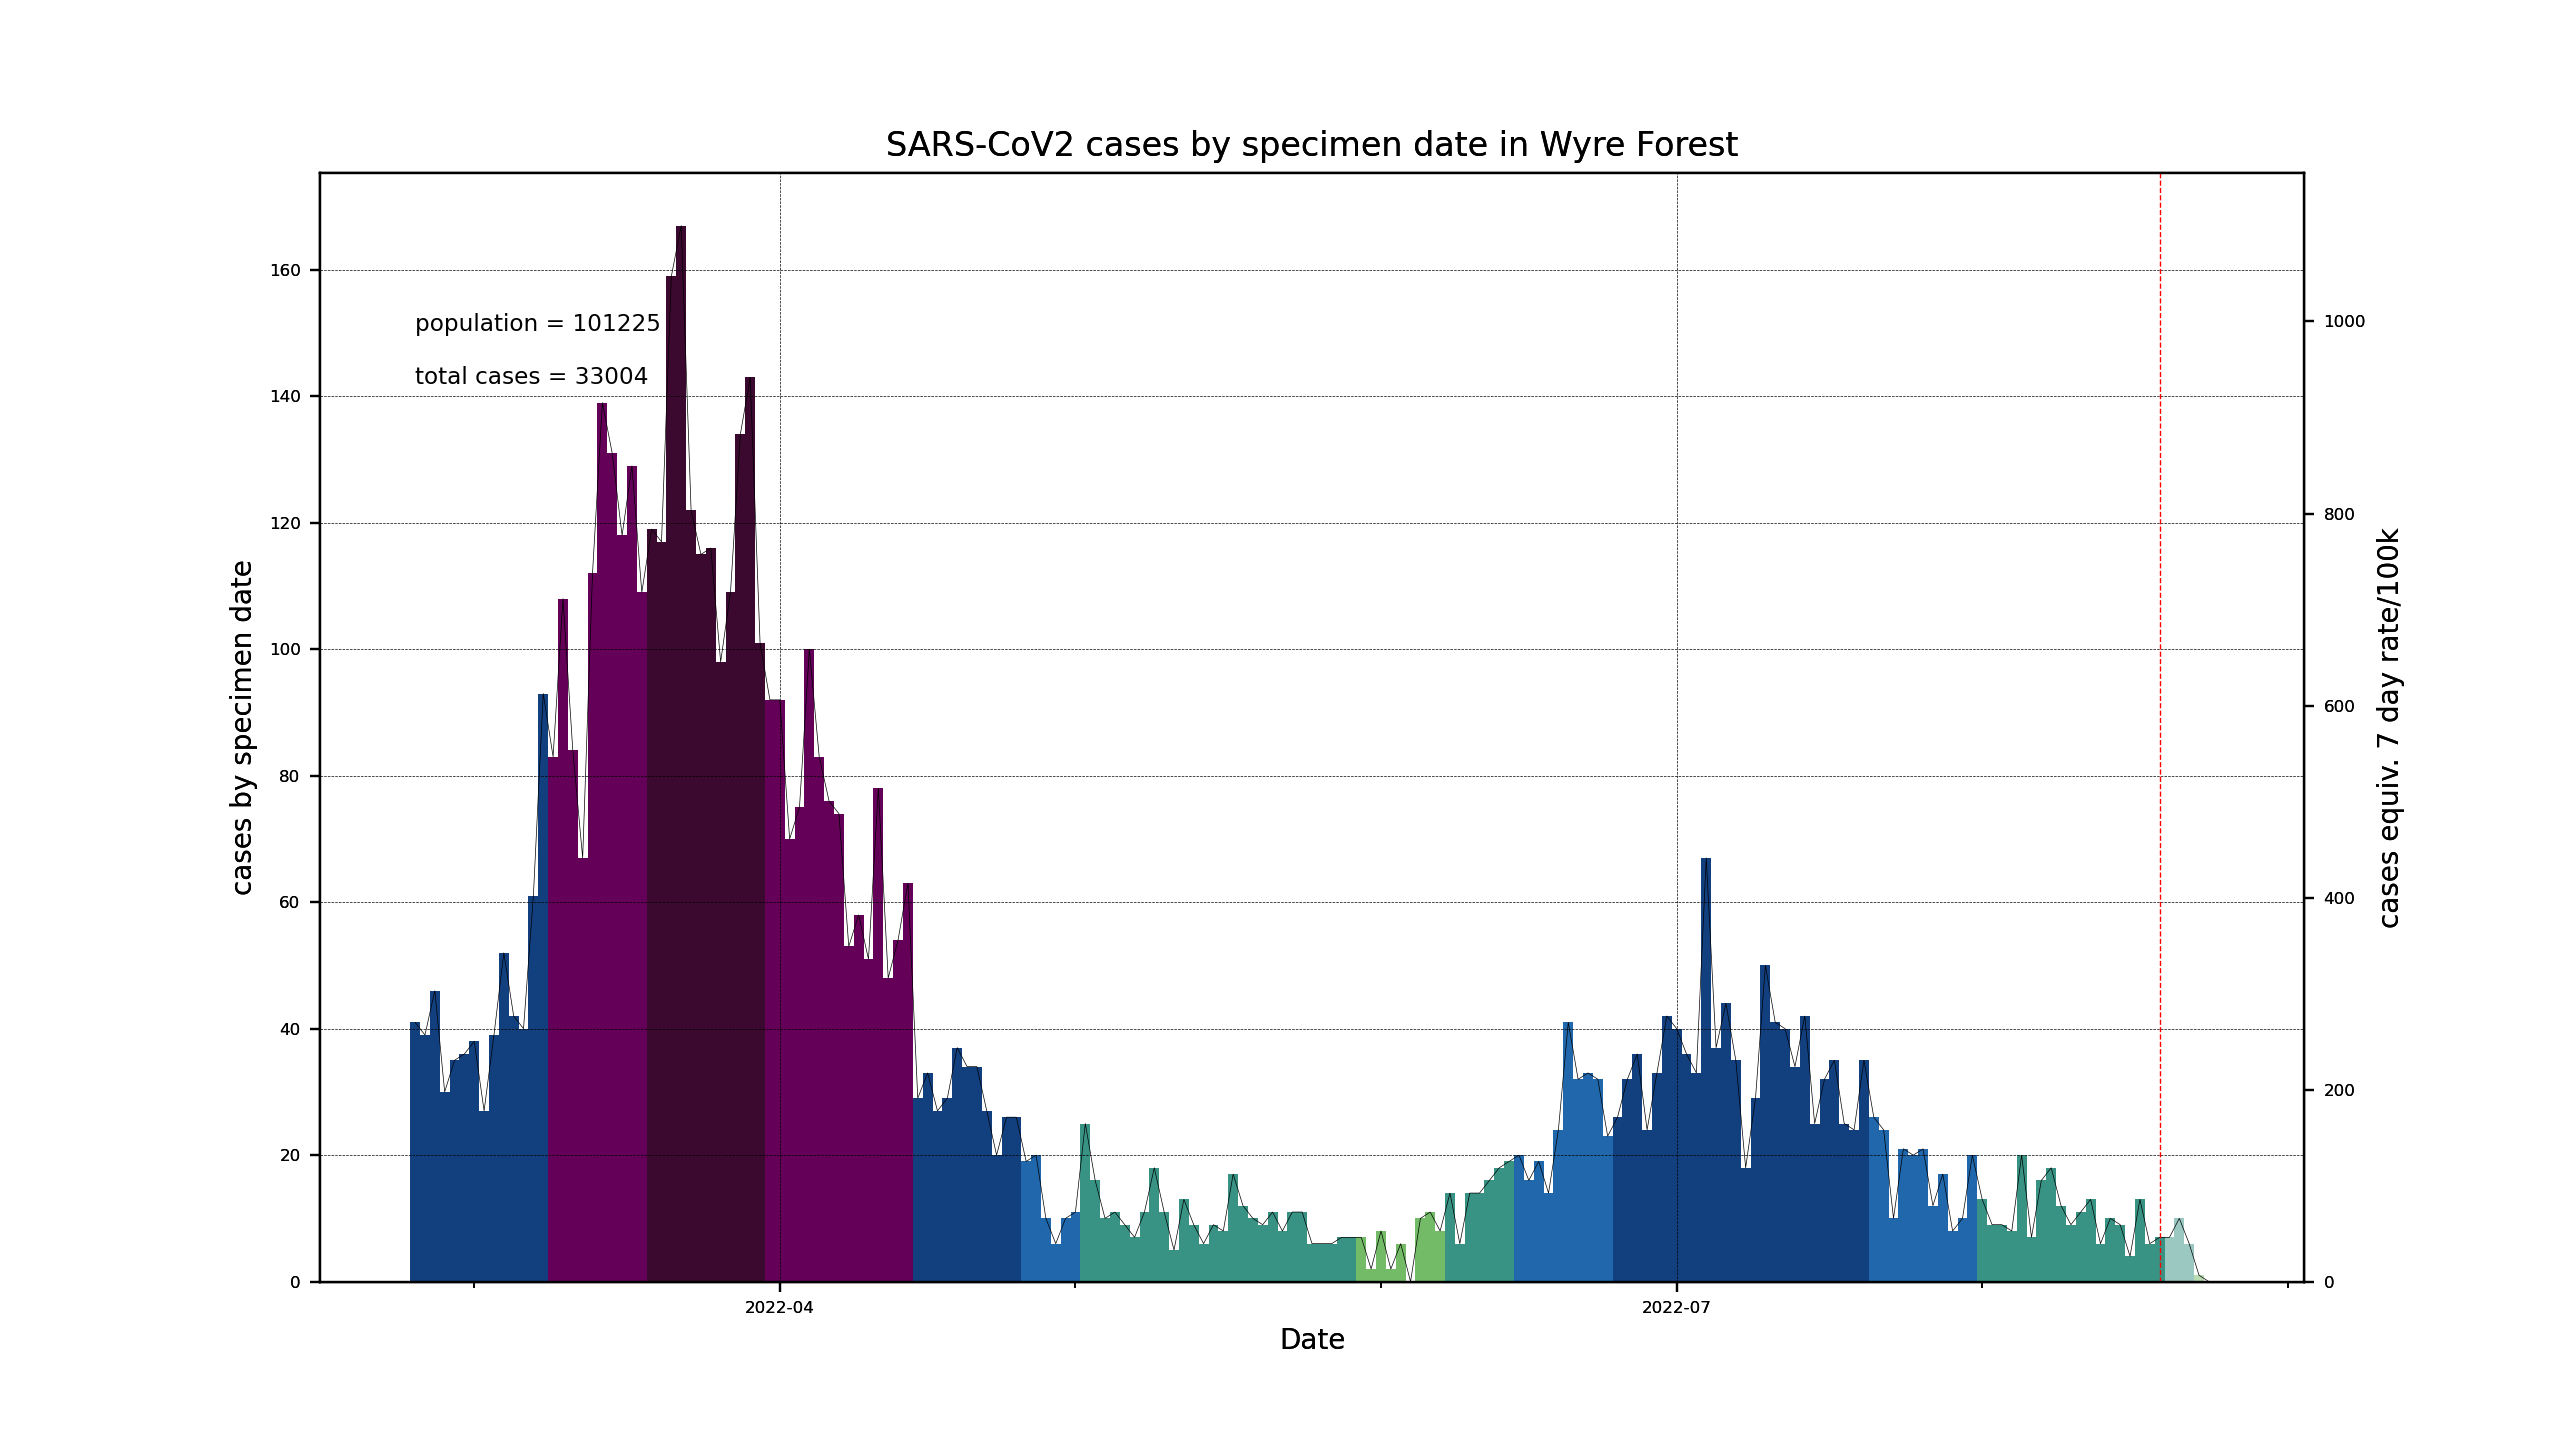 SARS-CoV2 cases by specimen date in Wyre Forest
population = 101225
total cases = 33004
cases by specimen date
160
140
120
100
80
60
40
20
0
1000
800
600
400
200
0
cases equiv. 7 day rate/100k
2022-04
2022-07
Date